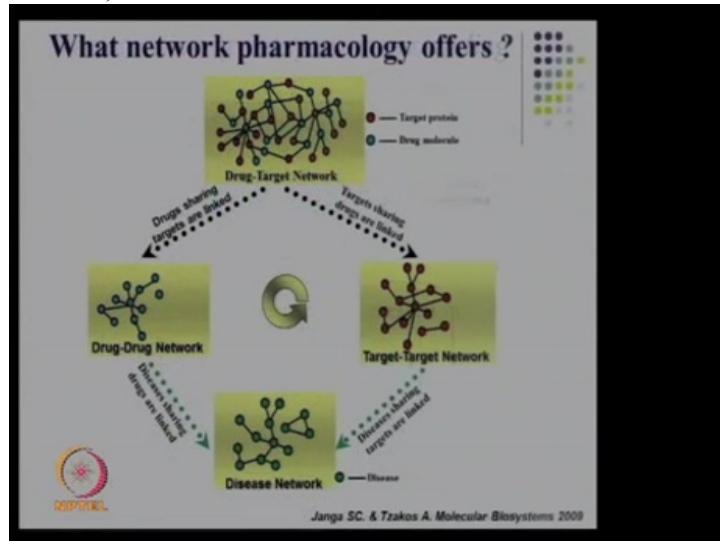 What network pharmacology offers ?
Target protein
Drug molecule
Drug-Target Network
Drugs sharing
targets are linked
Targets sharing
drugs are linked
Drug-Drug Network
Target-Target Network
Diseases sharing
drugs are linked
Diseases sharing
targets are linked
Disease Network
Disease
NPTEL
Janga SC. & Tzakos A. Molecular Biosystems 2009